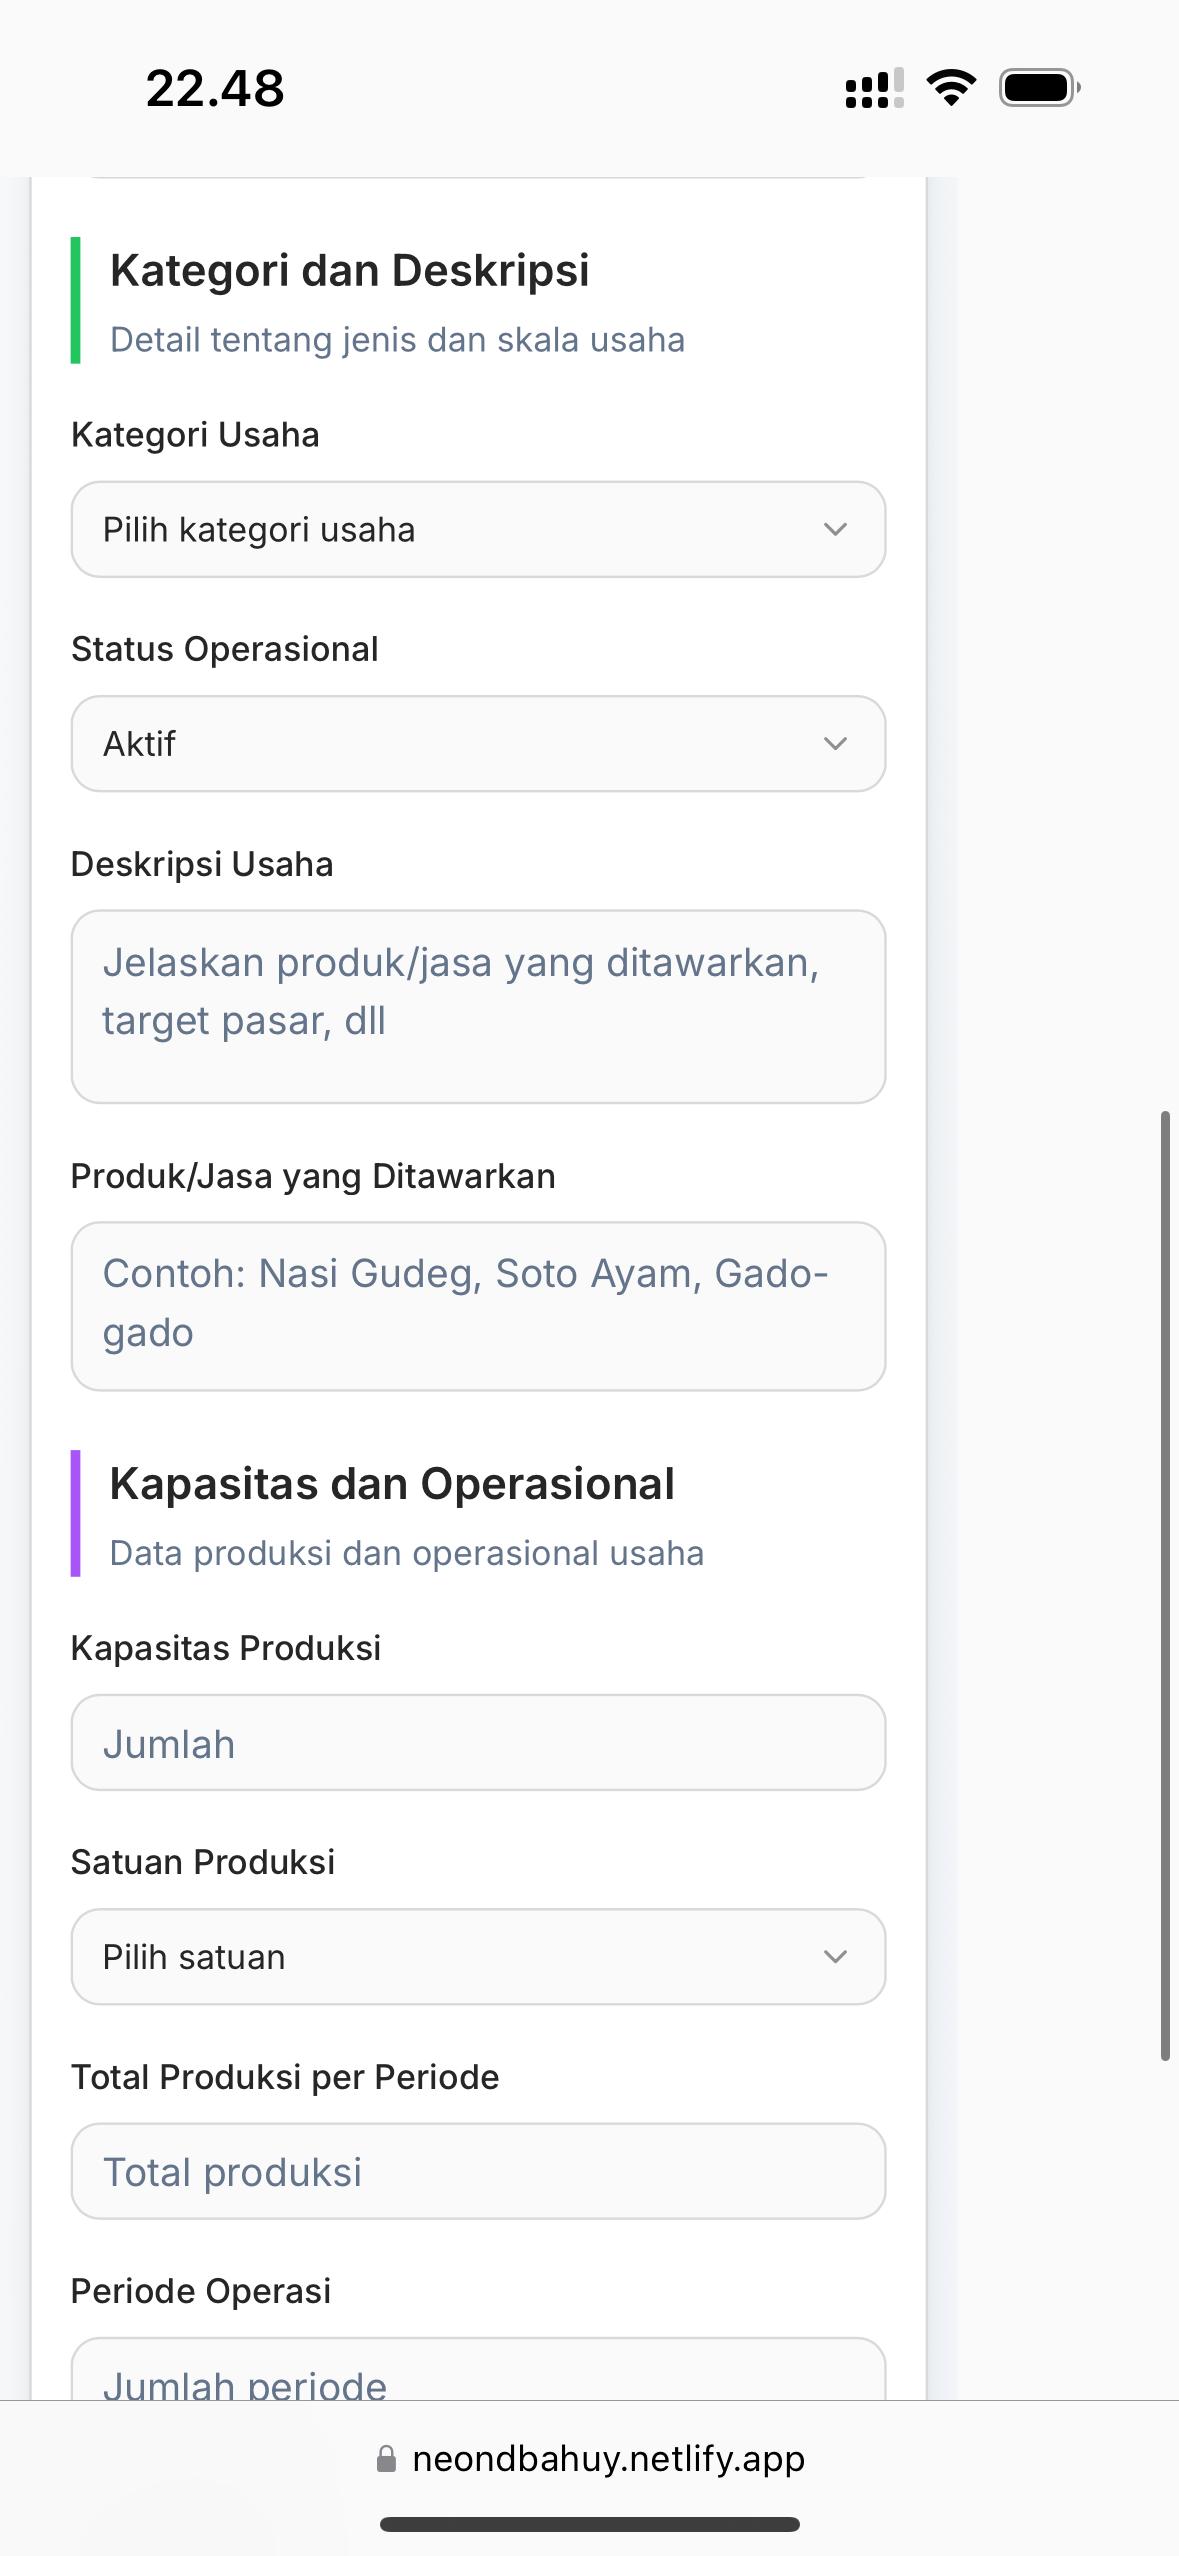 22.48
Kategori dan Deskripsi
Detail tentang jenis dan skala usaha
Kategori Usaha
Pilih kategori usaha
Status Operasional
Aktif
Deskripsi Usaha
Jelaskan produk/jasa yang ditawarkan,
target pasar, dll
Produk/Jasa yang Ditawarkan
Contoh: Nasi Gudeg, Soto Ayam, Gado-
gado
Kapasitas dan Operasional
Data produksi dan operasional usaha
Kapasitas Produksi
Jumlah
Satuan Produksi
Pilih satuan
Total Produksi per Periode
Total produksi
Periode Operasi
Jumlah periode
neondbahuy.netlify.app